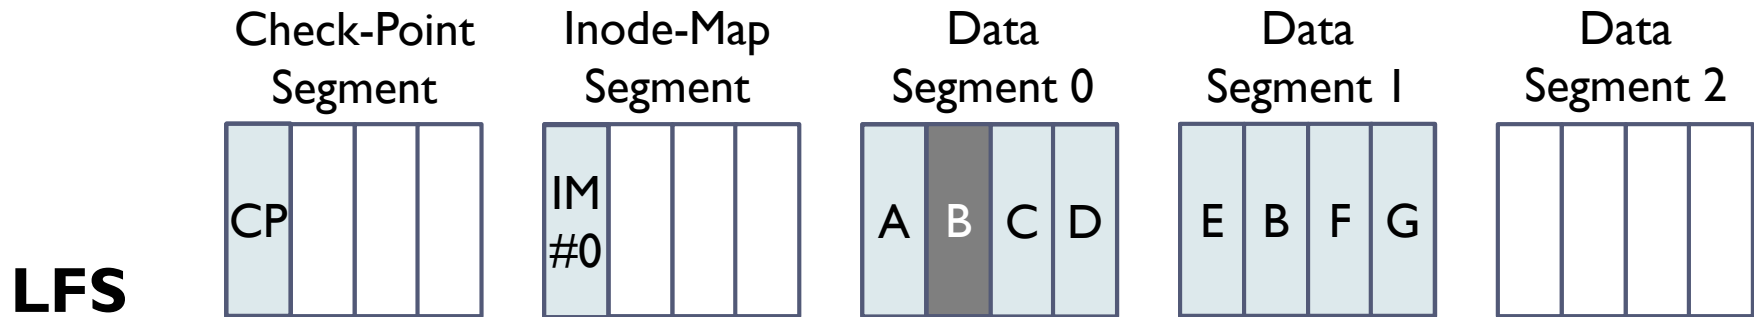 Check-Point Segment
Inode-Map Segment
Data Segment 0
Data Segment 1
Data Segment 2
CP
IM #0
A B C D
E B F G
LFS